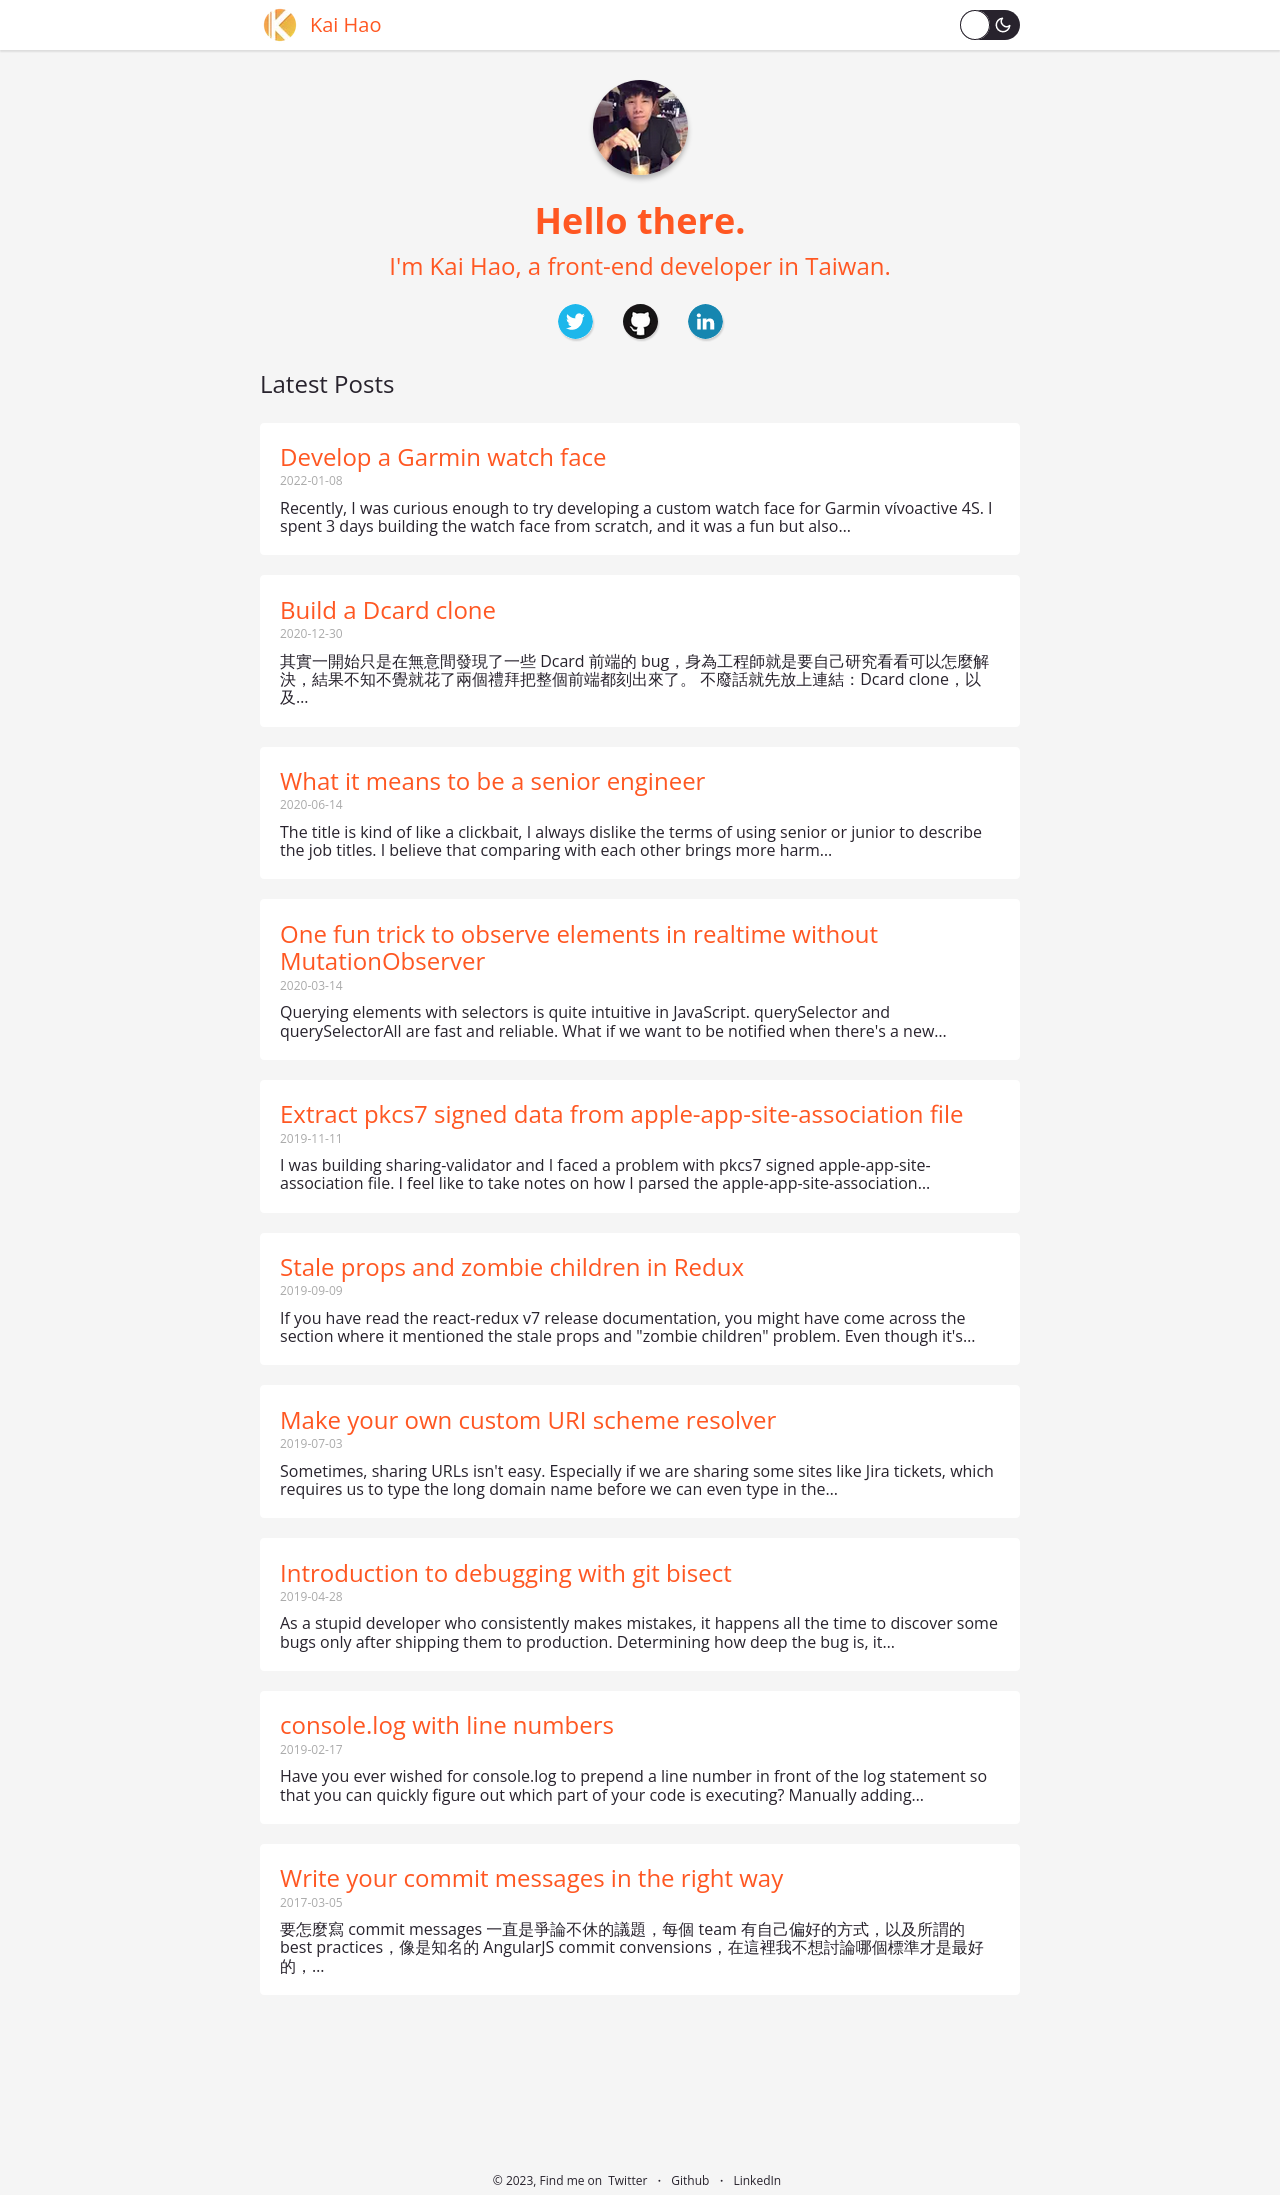 Kai Hao
Hello there.
I'm Kai Hao, a front-end developer in Taiwan.
Latest Posts
Develop a Garmin watch face
2022-01-08
Recently, I was curious enough to try developing a custom watch face for Garmin vívoactive 4S. I
spent 3 days building the watch face from scratch, and it was a fun but also...
Build a Dcard clone
2020-12-30
其實一開始只是在無意間發現了一些 Dcard 前端的 bug，身為工程師就是要自己研究看看可以怎麼解
決，結果不知不覺就花了兩個禮拜把整個前端都刻出來了。 不廢話就先放上連結：Dcard clone，以
及...
What it means to be a senior engineer
2020-06-14
The title is kind of like a clickbait, I always dislike the terms of using senior or junior to describe
the job titles. I believe that comparing with each other brings more harm...
One fun trick to observe elements in realtime without
MutationObserver
2020-03-14
Querying elements with selectors is quite intuitive in JavaScript. querySelector and
querySelectorAll are fast and reliable. What if we want to be notified when there's a new...
Extract pkcs7 signed data from apple-app-site-association file
2019-11-11
I was building sharing-validator and I faced a problem with pkcs7 signed apple-app-site-
association file. I feel like to take notes on how I parsed the apple-app-site-association...
Stale props and zombie children in Redux
2019-09-09
If you have read the react-redux v7 release documentation, you might have come across the
section where it mentioned the stale props and "zombie children" problem. Even though it's...
Make your own custom URI scheme resolver
2019-07-03
Sometimes, sharing URLs isn't easy. Especially if we are sharing some sites like Jira tickets, which
requires us to type the long domain name before we can even type in the...
Introduction to debugging with git bisect
2019-04-28
As a stupid developer who consistently makes mistakes, it happens all the time to discover some
bugs only after shipping them to production. Determining how deep the bug is, it...
console.log with line numbers
2019-02-17
Have you ever wished for console.log to prepend a line number in front of the log statement so
that you can quickly figure out which part of your code is executing? Manually adding...
Write your commit messages in the right way
2017-03-05
要怎麼寫 commit messages 一直是爭論不休的議題，每個 team 有自己偏好的方式，以及所謂的
best practices，像是知名的 AngularJS commit convensions，在這裡我不想討論哪個標準才是最好
的，...
© 2023, Find me on Twitter · Github · LinkedIn